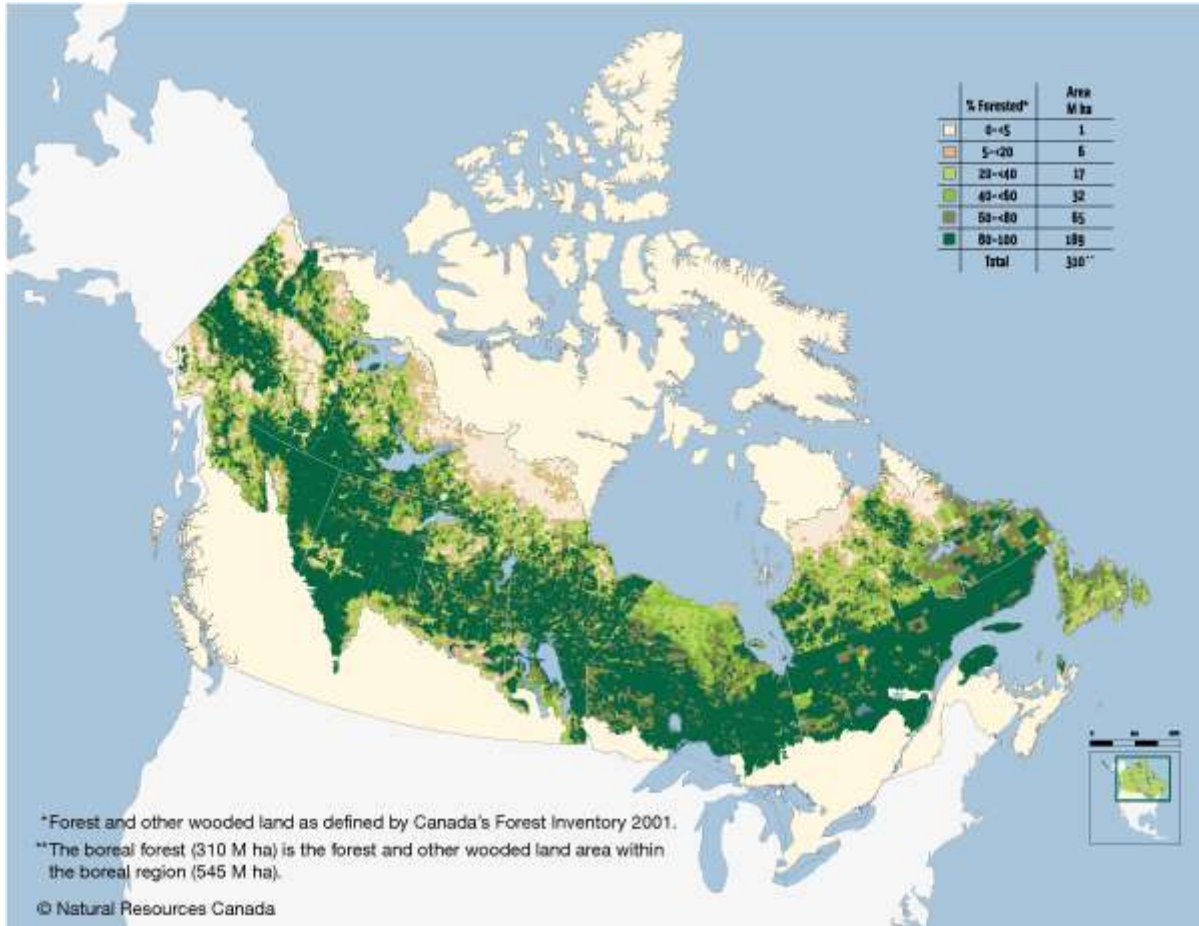 % Forested*
Area
M ha
0-<5 1
5-<20 6
20-<40 17
40-<60 32
60-<80 65
80-100 189
Total 310**
*Forest and other wooded land as defined by Canada's Forest Inventory 2001.
**The boreal forest (310 M ha) is the forest and other wooded land area within
the boreal region (545 M ha).
© Natural Resources Canada